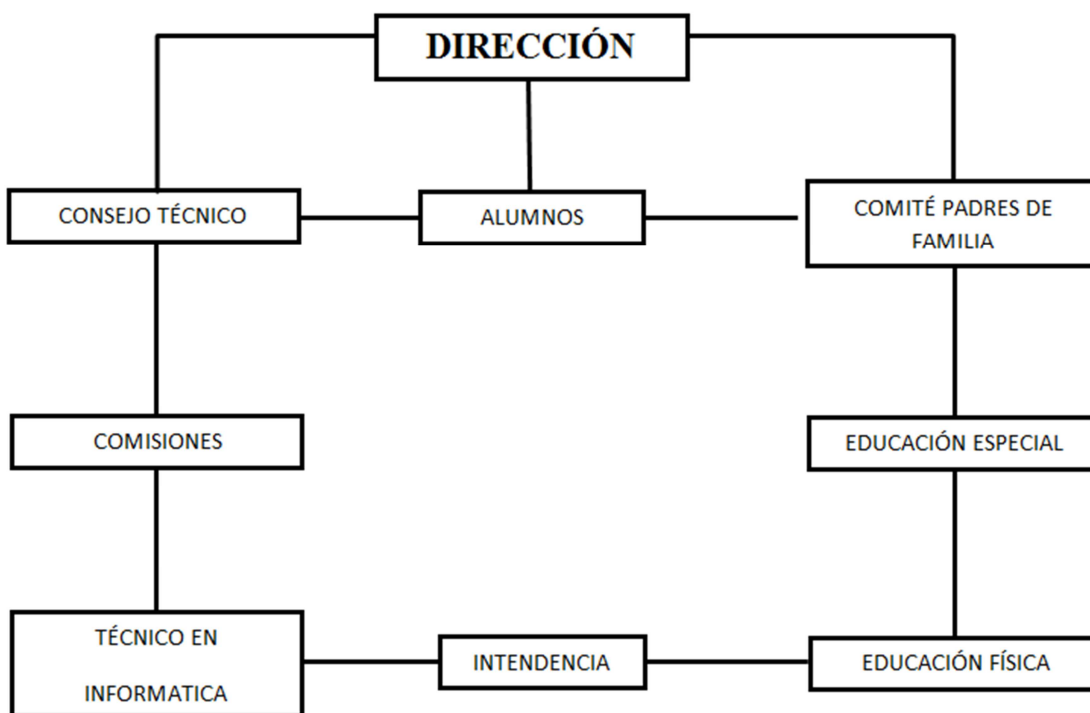 DIRECCIÓN
CONSEJO TÉCNICO
ALUMNOS
COMITÉ PADRES DE
FAMILIA
COMISIONES
EDUCACIÓN ESPECIAL
TÉCNICO EN
INFORMATICA
INTENDENCIA
EDUCACIÓN FÍSICA